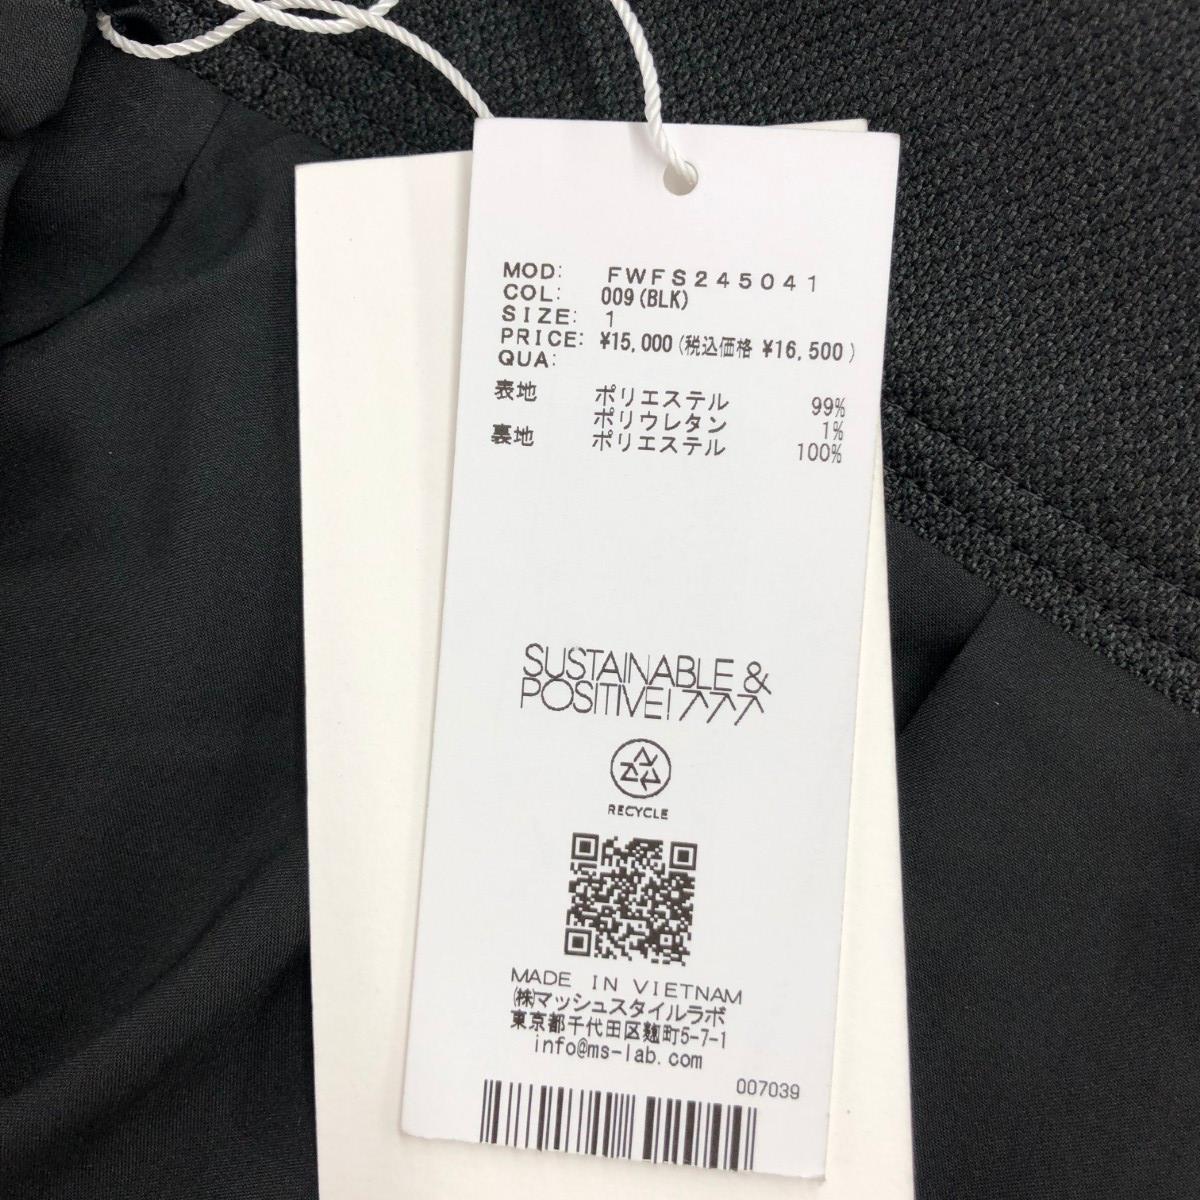 MOD: FWFS245041
COL: 009(BLK)
SIZE: 1
PRICE: ¥15,000(税込価格 ¥16,500)
QUA:
表地 ポリエステル 99%
ポリウレタン 1%
裏地 ポリエステル 100%
SUSTAINABLE &
POSITIVE!
RECYCLE
MADE IN VIETNAM
㈱マッシュスタイルラボ
東京都千代田区麹町5-7-1
info@ms-lab.com
007039